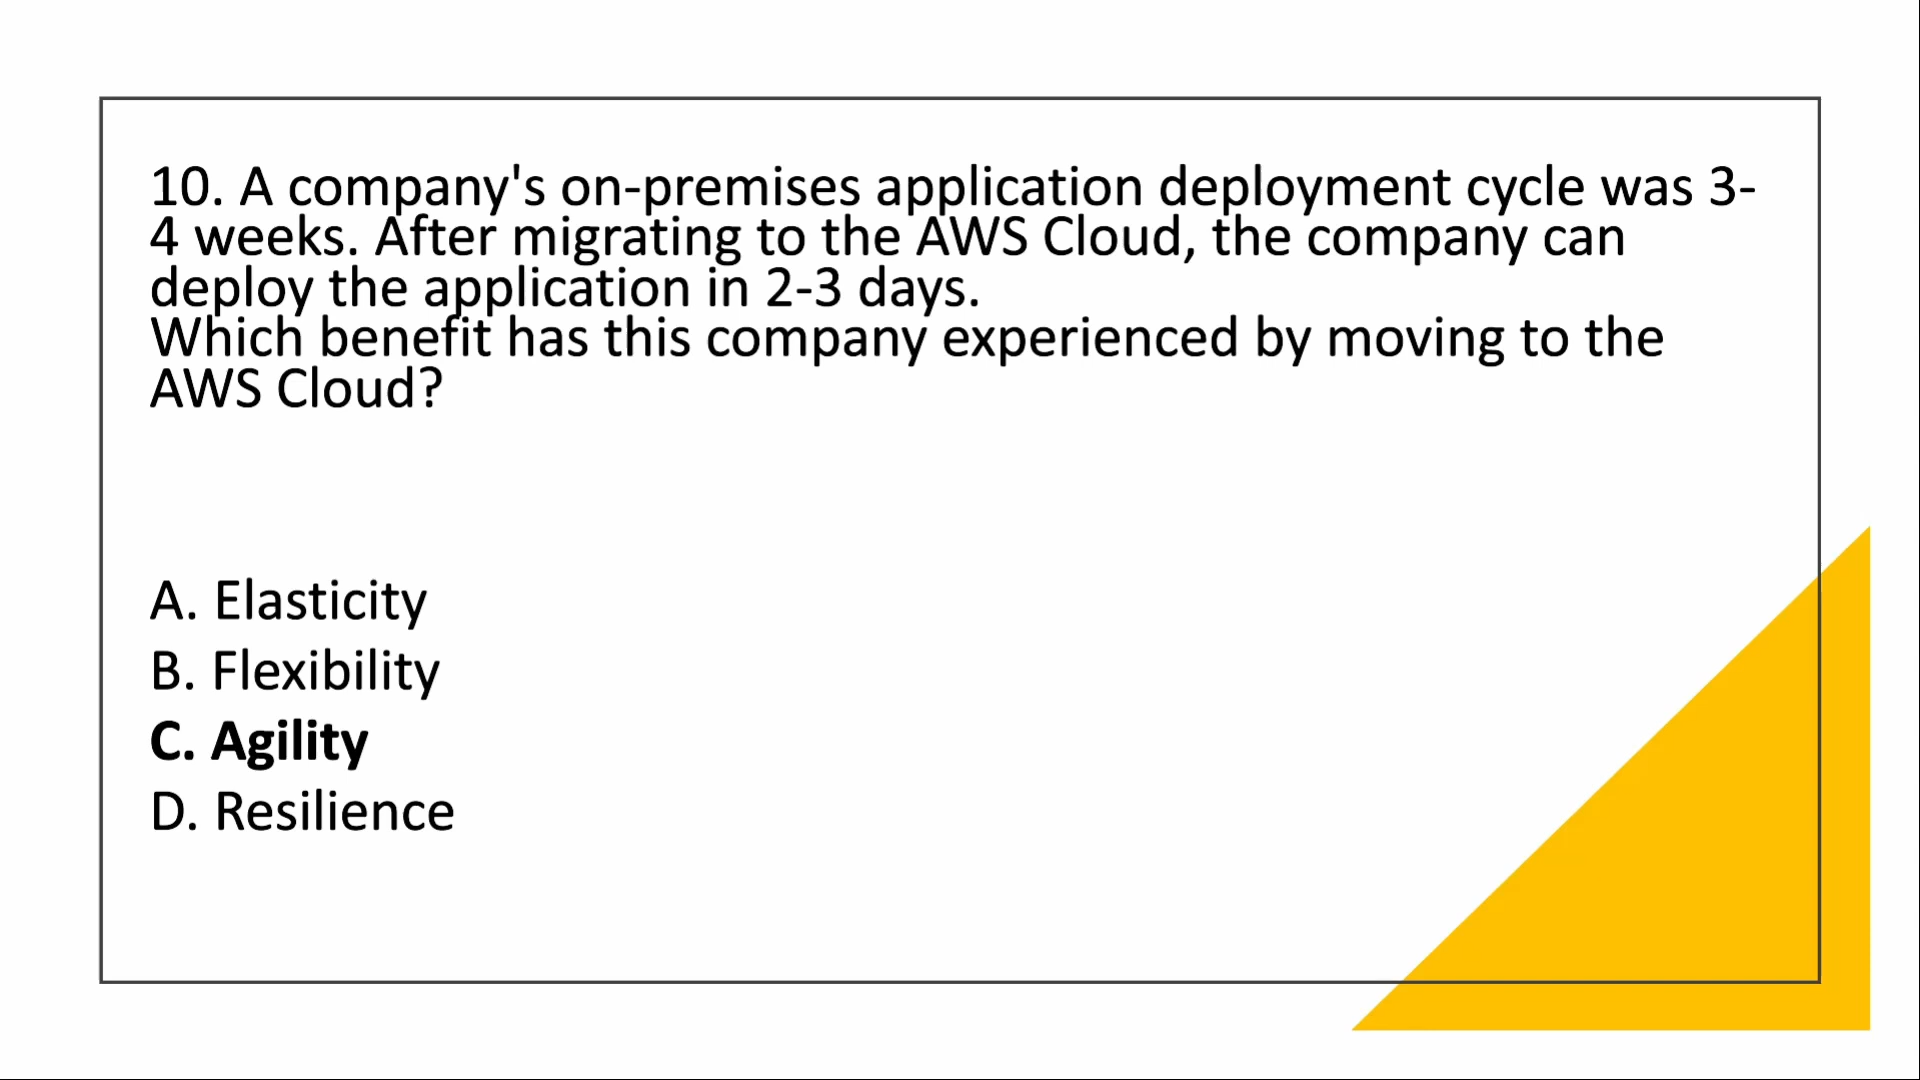 10. A company's on-premises application deployment cycle was 3-
4 weeks. After migrating to the AWS Cloud, the company can
deploy the application in 2-3 days.
Which benefit has this company experienced by moving to the
AWS Cloud?
A. Elasticity
B. Flexibility
C. Agility
D. Resilience